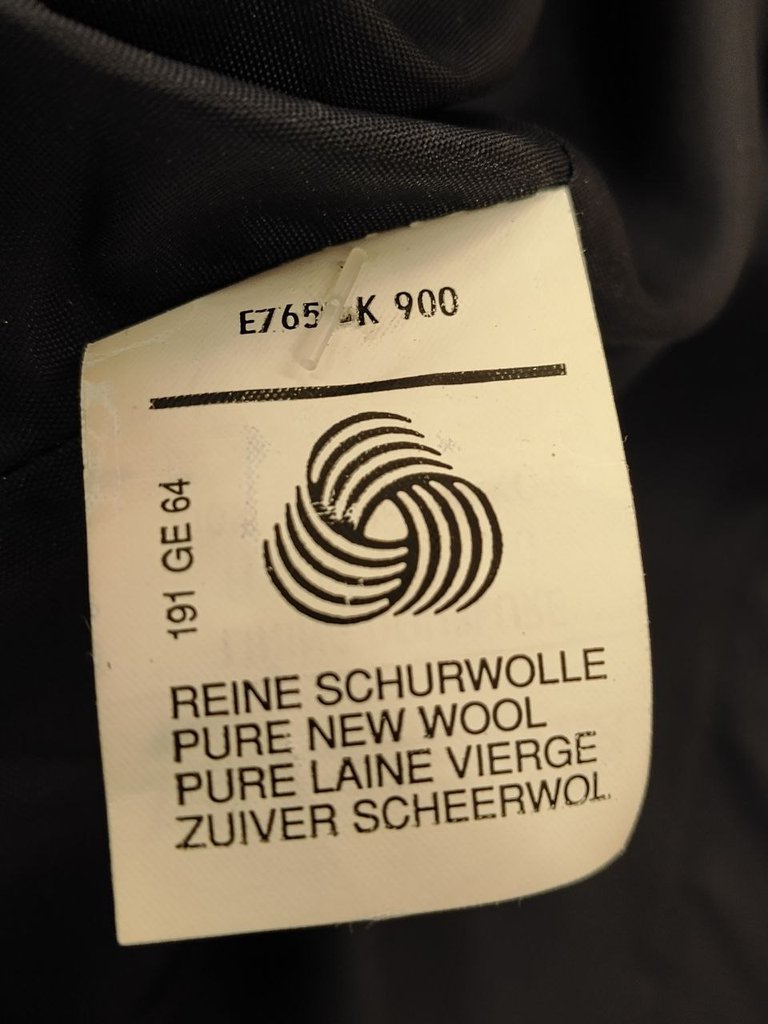 900
191 GE 64
REINE SCHURWOLLE
PURE NEW WOOL
PURE LAINE VIERGE
ZUIVER SCHEERWOL